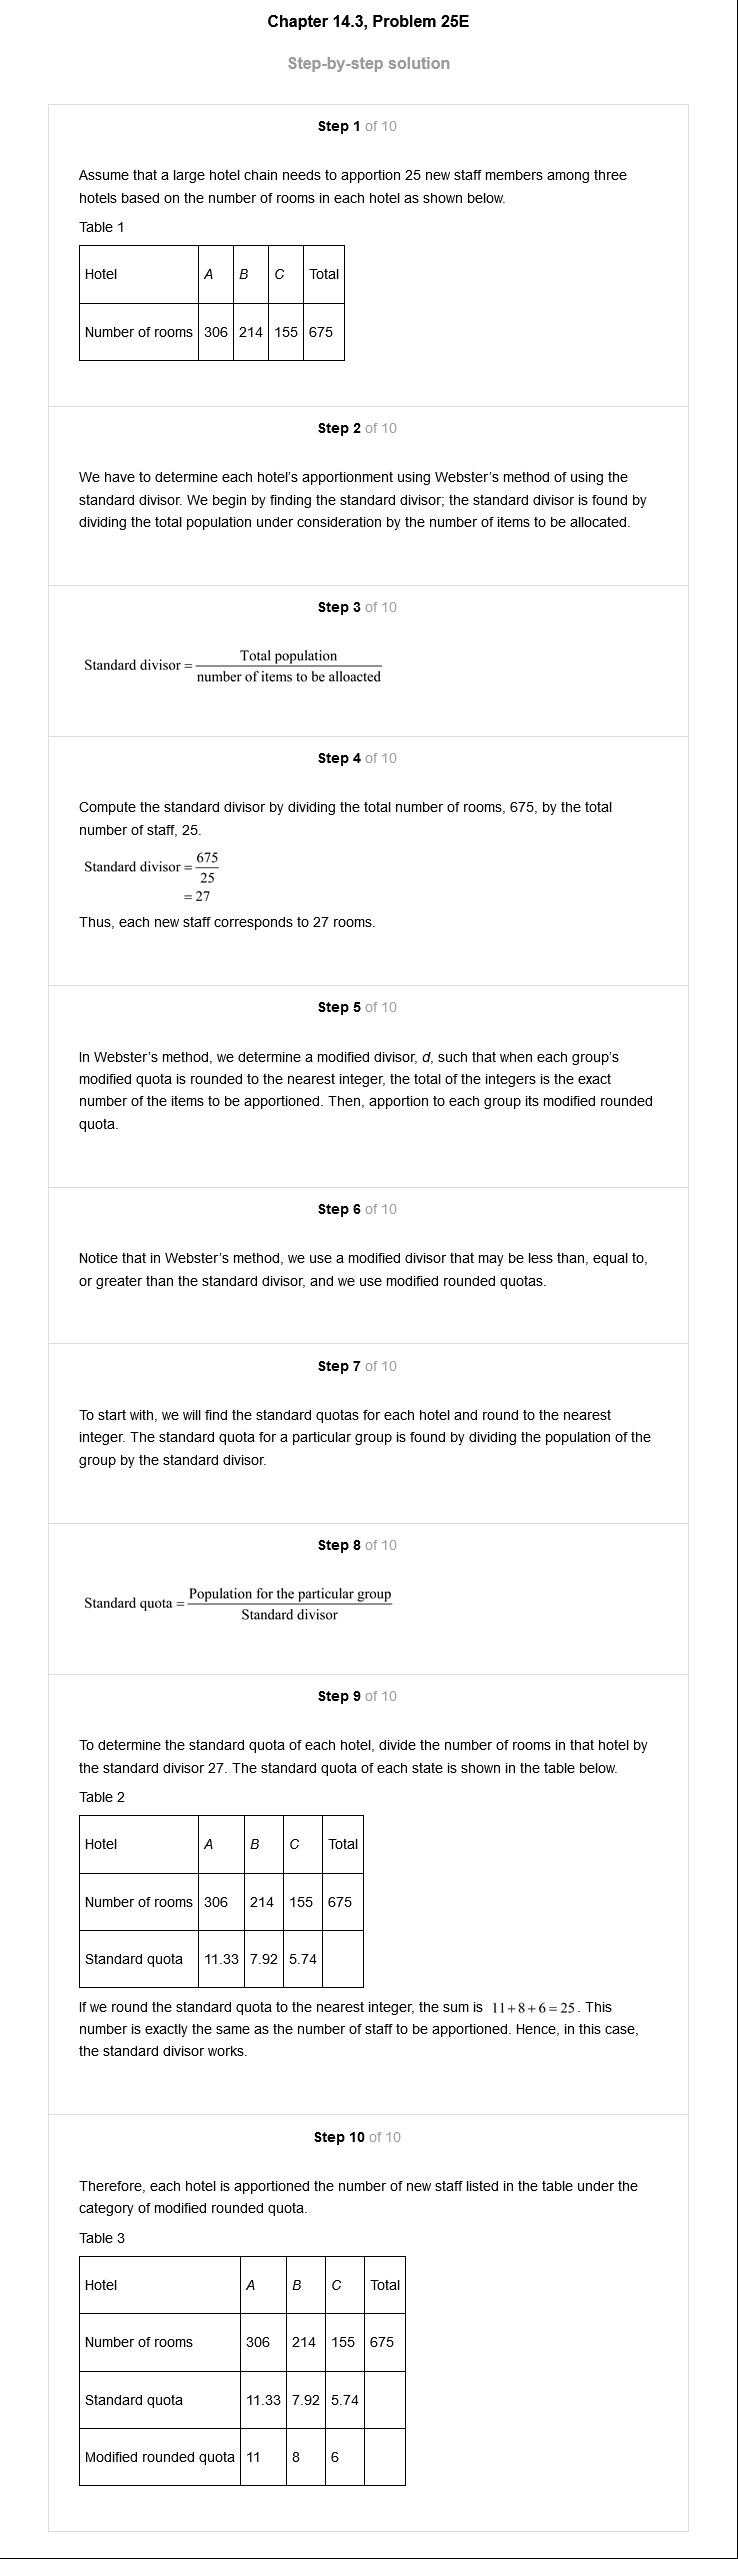 Chapter 14.3, Problem 25E
Step-by-step solution
Step 1 of 10
Assume that a large hotel chain needs to apportion 25 new staff members among three
hotels based on the number of rooms in each hotel as shown below.
Table 1
Hotel A B C Total
Number of rooms 306 214 155 675
Step 2 of 10
We have to determine each hotel's apportionment using Webster's method of using the
standard divisor. We begin by finding the standard divisor; the standard divisor is found by
dividing the total population under consideration by the number of items to be allocated.
Step 3 of 10
Standard divisor = Total population
number of items to be alloacted
Step 4 of 10
Compute the standard divisor by dividing the total number of rooms, 675, by the total
number of staff, 25.
Standard divisor = 675
25
= 27
Thus, each new staff corresponds to 27 rooms.
Step 5 of 10
In Webster's method, we determine a modified divisor, d, such that when each group's
modified quota is rounded to the nearest integer, the total of the integers is the exact
number of the items to be apportioned. Then, apportion to each group its modified rounded
quota.
Step 6 of 10
Notice that in Webster's method, we use a modified divisor that may be less than, equal to,
or greater than the standard divisor, and we use modified rounded quotas.
Step 7 of 10
To start with, we will find the standard quotas for each hotel and round to the nearest
integer. The standard quota for a particular group is found by dividing the population of the
group by the standard divisor.
Step 8 of 10
Standard quota = Population for the particular group
Standard divisor
Step 9 of 10
To determine the standard quota of each hotel, divide the number of rooms in that hotel by
the standard divisor 27. The standard quota of each state is shown in the table below.
Table 2
Hotel A B C Total
Number of rooms 306 214 155 675
Standard quota 11.33 7.92 5.74
If we round the standard quota to the nearest integer, the sum is 11+8+6=25. This
number is exactly the same as the number of staff to be apportioned. Hence, in this case,
the standard divisor works.
Step 10 of 10
Therefore, each hotel is apportioned the number of new staff listed in the table under the
category of modified rounded quota.
Table 3
Hotel A B C Total
Number of rooms 306 214 155 675
Standard quota 11.33 7.92 5.74
Modified rounded quota 11 8 6